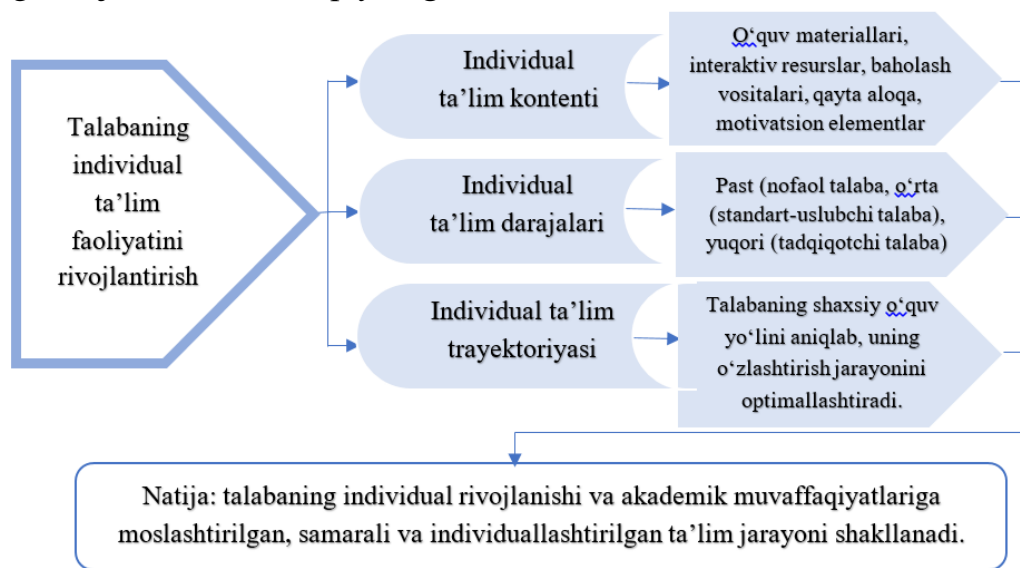 Talabaning
individual
ta’lim
faoliyatini
rivojlantirish
Individual
ta’lim kontenti
O‘quv materiallari,
interaktiv resurslar, baholash
vositalari, qayta aloqa,
motivatsion elementlar
Individual
ta’lim darajalari
Past (nofaol talaba, o‘rta
(standart-uslubchi talaba),
yuqori (tadqiqotchi talaba)
Individual ta’lim
trayektoriyasi
Talabaning shaxsiy o‘quv
yo‘lini aniqlab, uning
o‘zlashtirish jarayonini
optimallashtiradi.
Natija: talabaning individual rivojlanishi va akademik muvaffaqiyatlariga
moslashtirilgan, samarali va individuallashtirilgan ta’lim jarayoni shakllanadi.